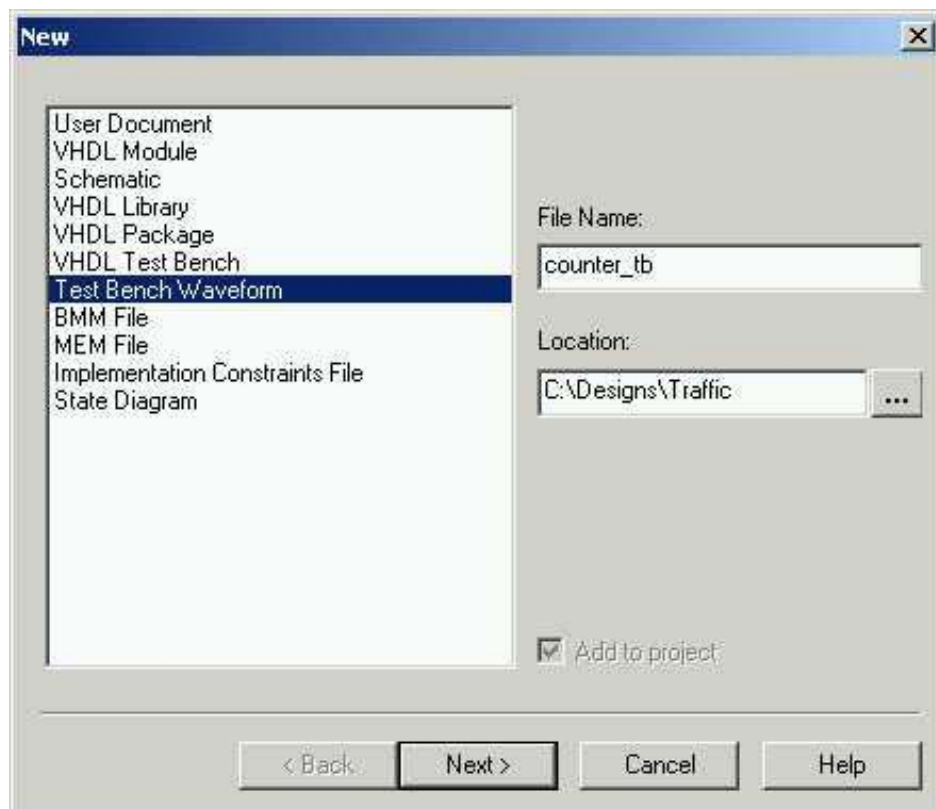 New
User Document
VHDL Module
Schematic
VHDL Library
VHDL Package
VHDL Test Bench
Test Bench Waveform
BMM File
MEM File
Implementation Constraints File
State Diagram
File Name:
counter_tb
Location:
C:\Designs\Traffic
...
Add to project
< Back
Next >
Cancel
Help